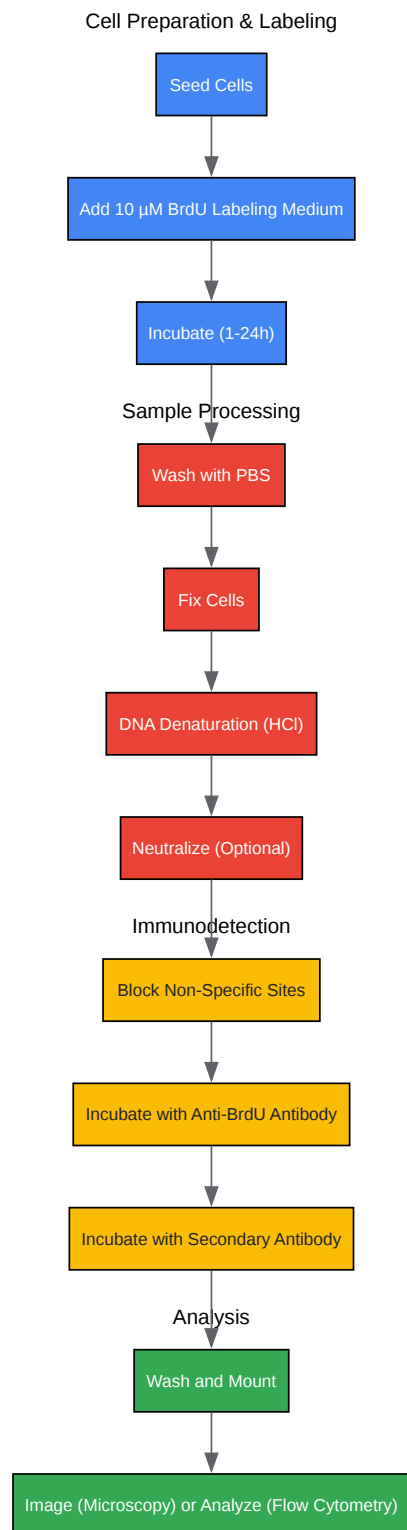 Cell Preparation & Labeling
Seed Cells
Add 10 µM BrdU Labeling Medium
Incubate (1-24h)
Sample Processing
Wash with PBS
Fix Cells
DNA Denaturation (HCl)
Neutralize (Optional)
Immunodetection
Block Non-Specific Sites
Incubate with Anti-BrdU Antibody
Incubate with Secondary Antibody
Analysis
Wash and Mount
Image (Microscopy) or Analyze (Flow Cytometry)